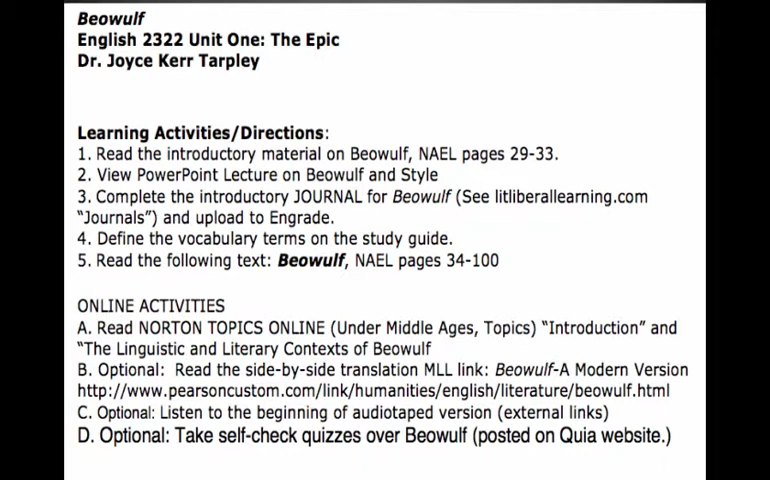 Beowulf
English 2322 Unit One: The Epic
Dr. Joyce Kerr Tarpley
Learning Activities/Directions:
1. Read the introductory material on Beowulf, NAEL pages 29-33.
2. View PowerPoint Lecture on Beowulf and Style
3. Complete the introductory JOURNAL for Beowulf (See litliberallearning.com
“Journals”) and upload to Engrade.
4. Define the vocabulary terms on the study guide.
5. Read the following text: Beowulf, NAEL pages 34-100
ONLINE ACTIVITIES
A. Read NORTON TOPICS ONLINE (Under Middle Ages, Topics) “Introduction” and
“The Linguistic and Literary Contexts of Beowulf
B. Optional: Read the side-by-side translation MLL link: Beowulf-A Modern Version
http://www.pearsoncustom.com/link/humanities/english/literature/beowulf.html
C. Optional: Listen to the beginning of audiotaped version (external links)
D. Optional: Take self-check quizzes over Beowulf (posted on Quia website.)